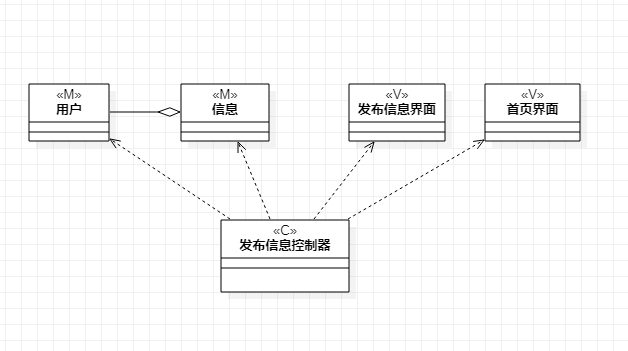 «M»
用户
«M»
信息
«V»
发布信息界面
«V»
首页界面
«C»
发布信息控制器